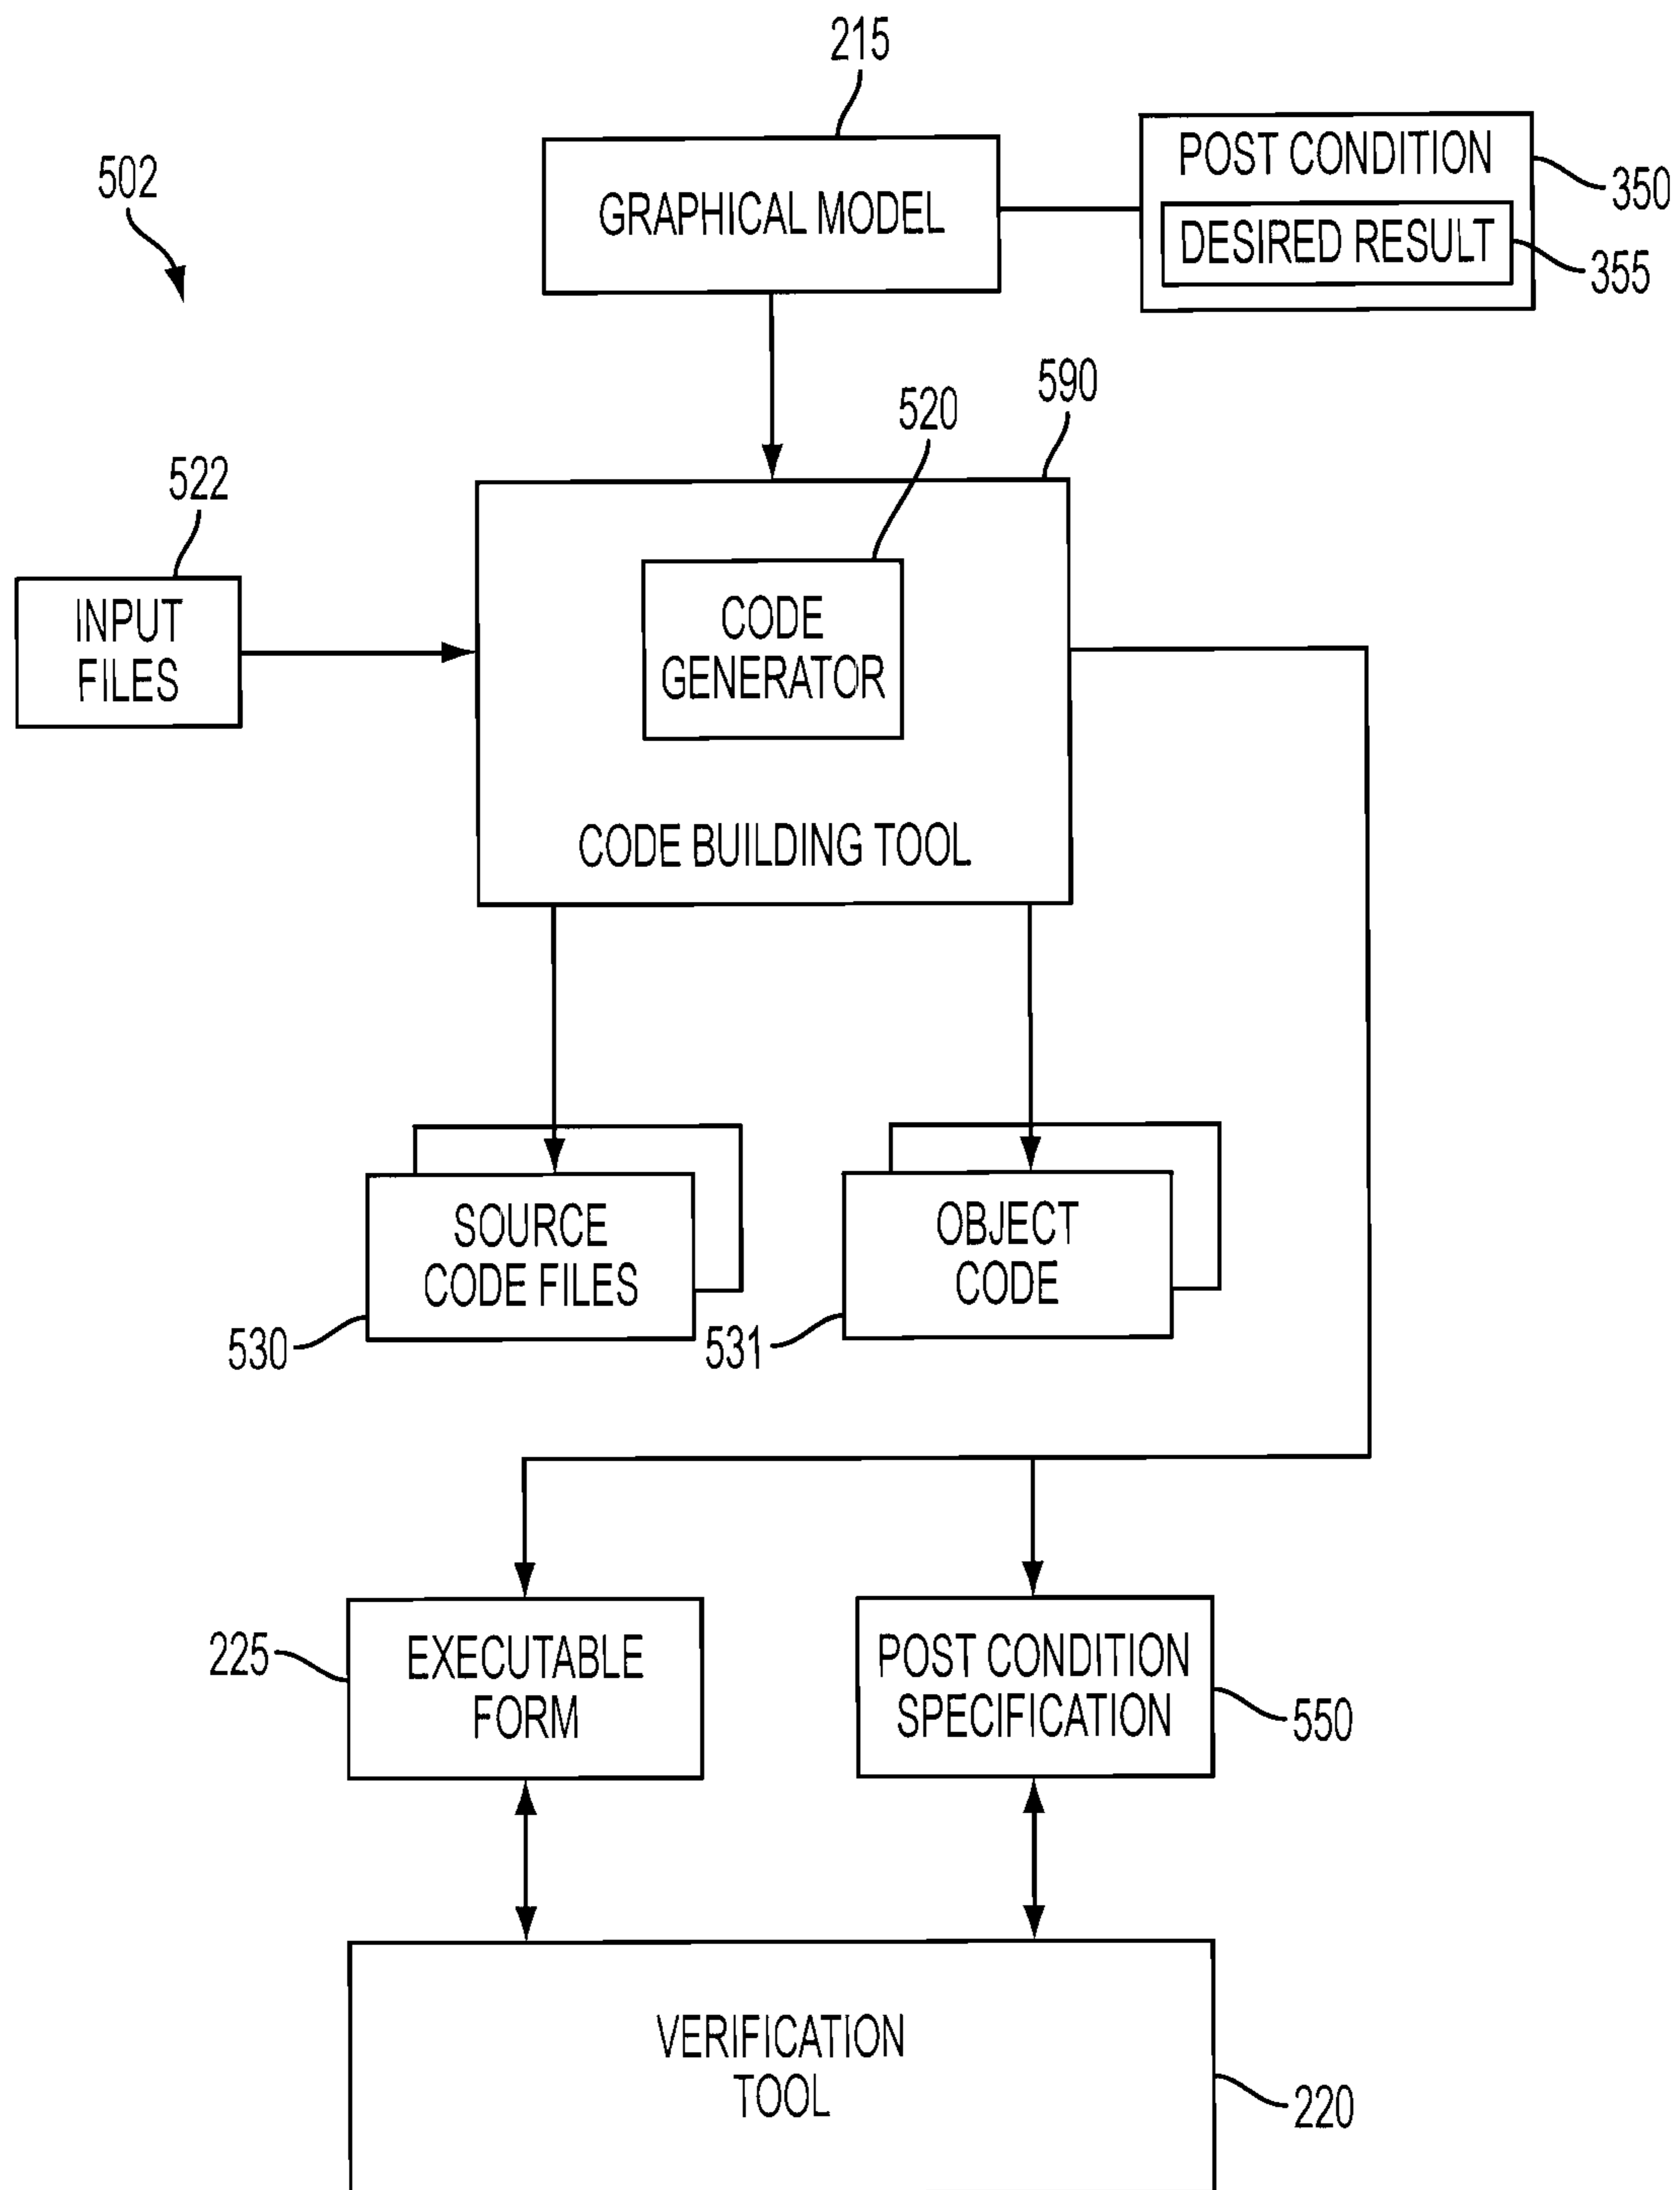 215
502
GRAPHICAL MODEL
POST CONDITION
350
DESIRED RESULT
355
590
520
522
INPUT
FILES
CODE
GENERATOR
CODE BUILDING TOOL
SOURCE
CODE FILES
530
OBJECT
CODE
531
225
EXECUTABLE
FORM
POST CONDITION
SPECIFICATION
550
VERIFICATION
TOOL
220